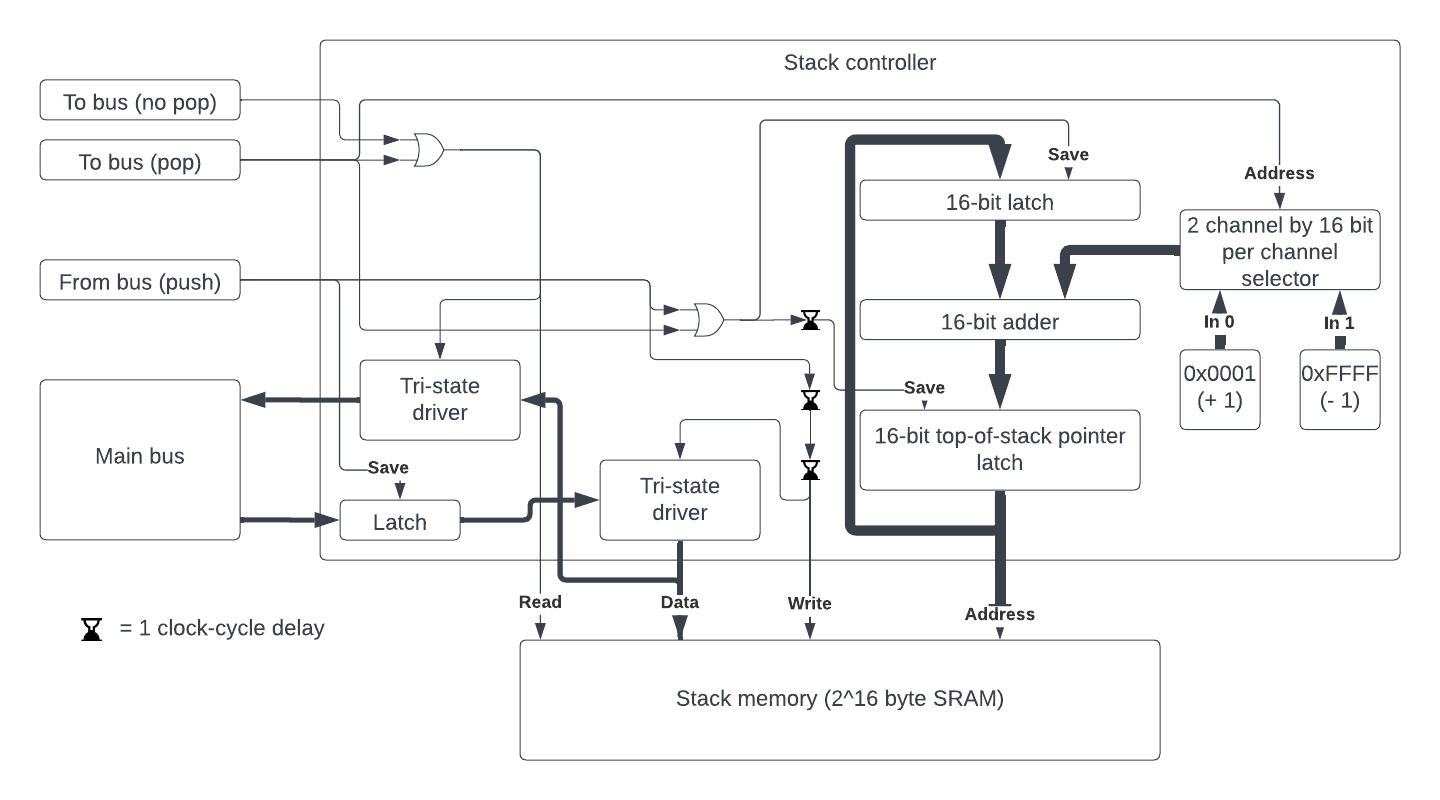 Stack controller
To bus (no pop)
To bus (pop)
Save
Address
16-bit latch
2 channel by 16 bit
per channel
selector
From bus (push)
16-bit adder
In 0
In 1
Tri-state
driver
Save
0x0001
(+ 1)
0xFFFF
(- 1)
Main bus
16-bit top-of-stack pointer
latch
Save
Tri-state
driver
Latch
Read
Data
Write
Address
= 1 clock-cycle delay
Stack memory (2^16 byte SRAM)